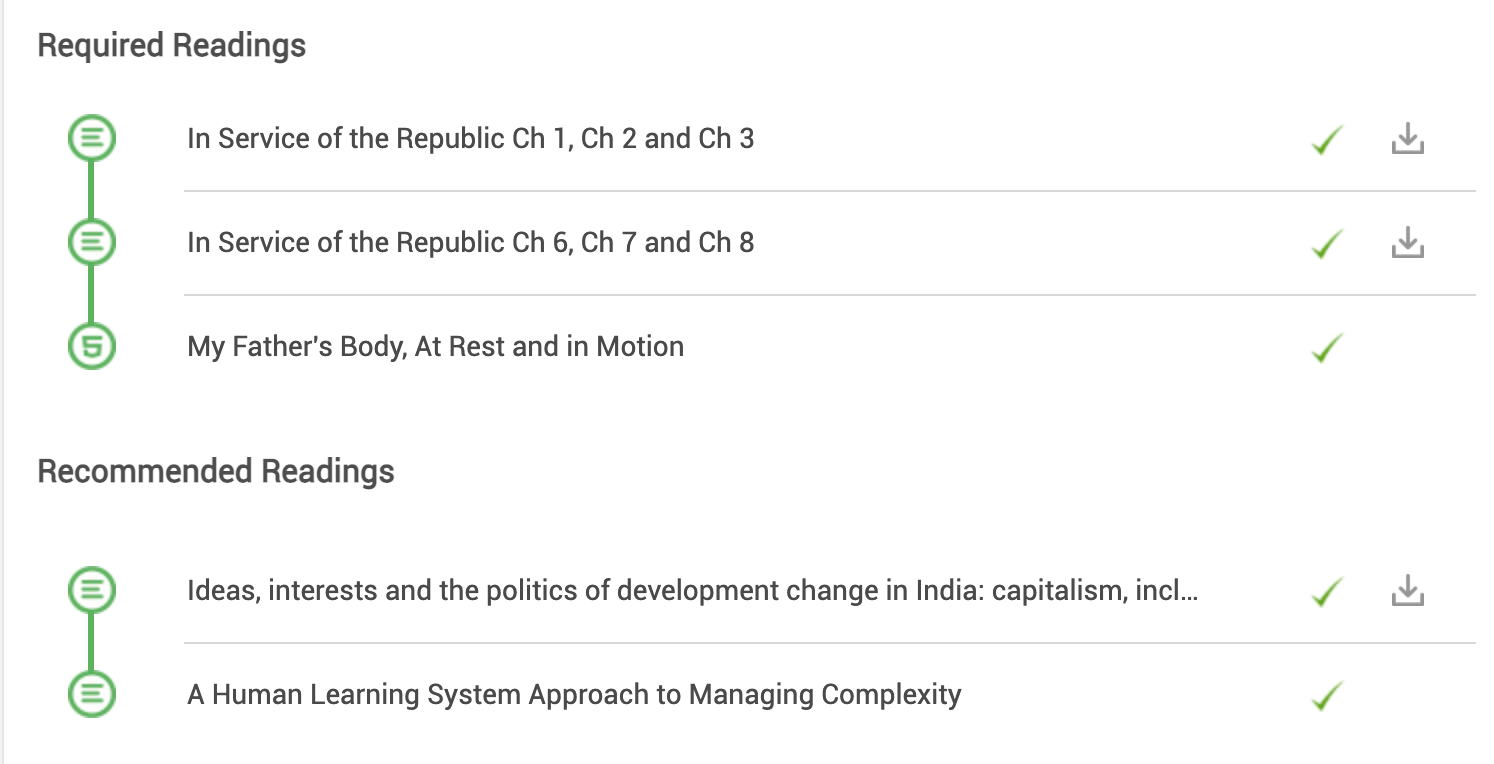 Required Readings
In Service of the Republic Ch 1, Ch 2 and Ch 3
In Service of the Republic Ch 6, Ch 7 and Ch 8
5
My Father's Body, At Rest and in Motion
Recommended Readings
Ideas, interests and the politics of development change in India: capitalism, incl...
A Human Learning System Approach to Managing Complexity